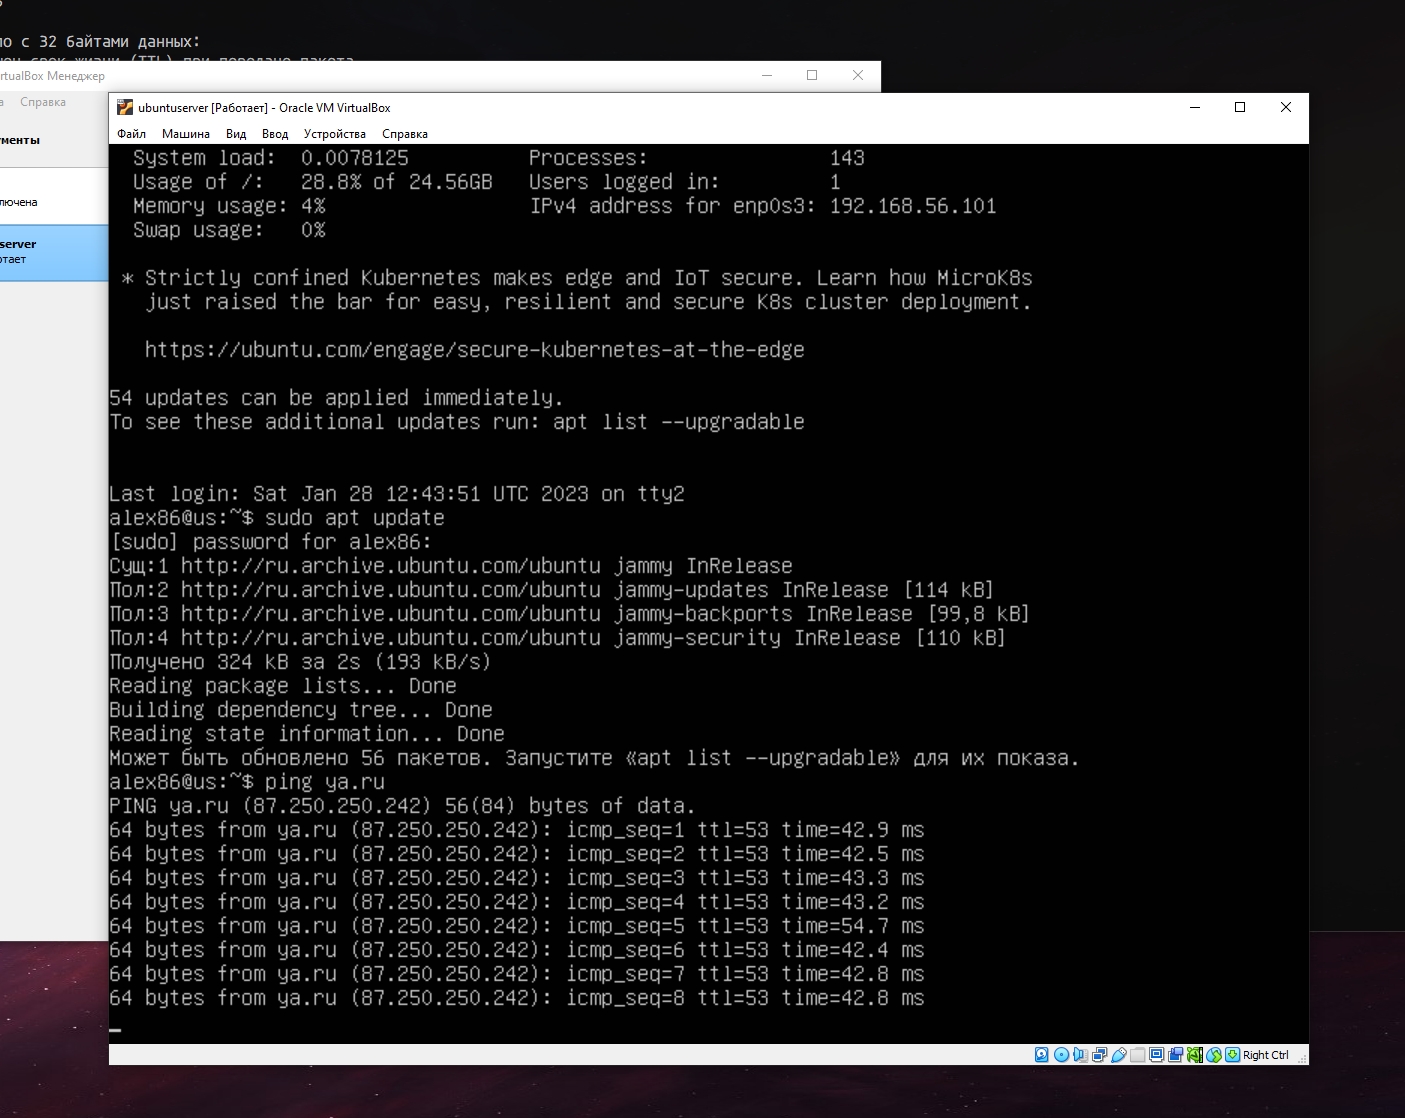 ло с 32 байтами данных:
VirtualBox Менеджер
Справка
менты
лючена
server
отает
ubuntuserver [Работает] - Oracle VM VirtualBox
Файл Машина Вид Ввод Устройства Справка
System load: 0.0078125 Processes: 143
Usage of /: 28.8% of 24.56GB Users logged in: 1
Memory usage: 4% IPv4 address for enp0s3: 192.168.56.101
Swap usage: 0%
* Strictly confined Kubernetes makes edge and IoT secure. Learn how MicroK8s
just raised the bar for easy, resilient and secure K8s cluster deployment.
https://ubuntu.com/engage/secure-kubernetes-at-the-edge
54 updates can be applied immediately.
To see these additional updates run: apt list --upgradable
Last login: Sat Jan 28 12:43:51 UTC 2023 on tty2
alex86@us:~$ sudo apt update
[sudo] password for alex86:
Сущ:1 http://ru.archive.ubuntu.com/ubuntu jammy InRelease
Пол:2 http://ru.archive.ubuntu.com/ubuntu jammy-updates InRelease [114 kB]
Пол:3 http://ru.archive.ubuntu.com/ubuntu jammy-backports InRelease [99,8 kB]
Пол:4 http://ru.archive.ubuntu.com/ubuntu jammy-security InRelease [110 kB]
Получено 324 kB за 2s (193 kB/s)
Reading package lists... Done
Building dependency tree... Done
Reading state information... Done
Может быть обновлено 56 пакетов. Запустите «apt list --upgradable» для их показа.
alex86@us:~$ ping ya.ru
PING ya.ru (87.250.250.242) 56(84) bytes of data.
64 bytes from ya.ru (87.250.250.242): icmp_seq=1 ttl=53 time=42.9 ms
64 bytes from ya.ru (87.250.250.242): icmp_seq=2 ttl=53 time=42.5 ms
64 bytes from ya.ru (87.250.250.242): icmp_seq=3 ttl=53 time=43.3 ms
64 bytes from ya.ru (87.250.250.242): icmp_seq=4 ttl=53 time=43.2 ms
64 bytes from ya.ru (87.250.250.242): icmp_seq=5 ttl=53 time=54.7 ms
64 bytes from ya.ru (87.250.250.242): icmp_seq=6 ttl=53 time=42.4 ms
64 bytes from ya.ru (87.250.250.242): icmp_seq=7 ttl=53 time=42.8 ms
64 bytes from ya.ru (87.250.250.242): icmp_seq=8 ttl=53 time=42.8 ms
Right Ctrl